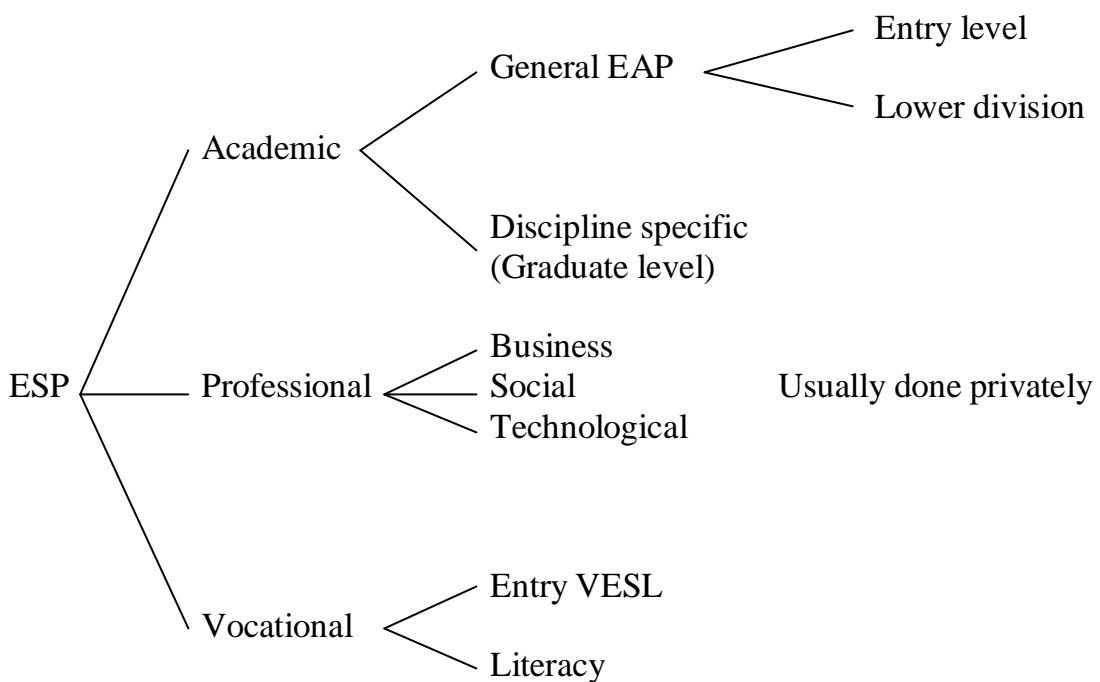 Entry level
General EAP
Lower division
Academic
Discipline specific
(Graduate level)
Business
ESP Professional Social Usually done privately
Technological
Entry VESL
Vocational
Literacy